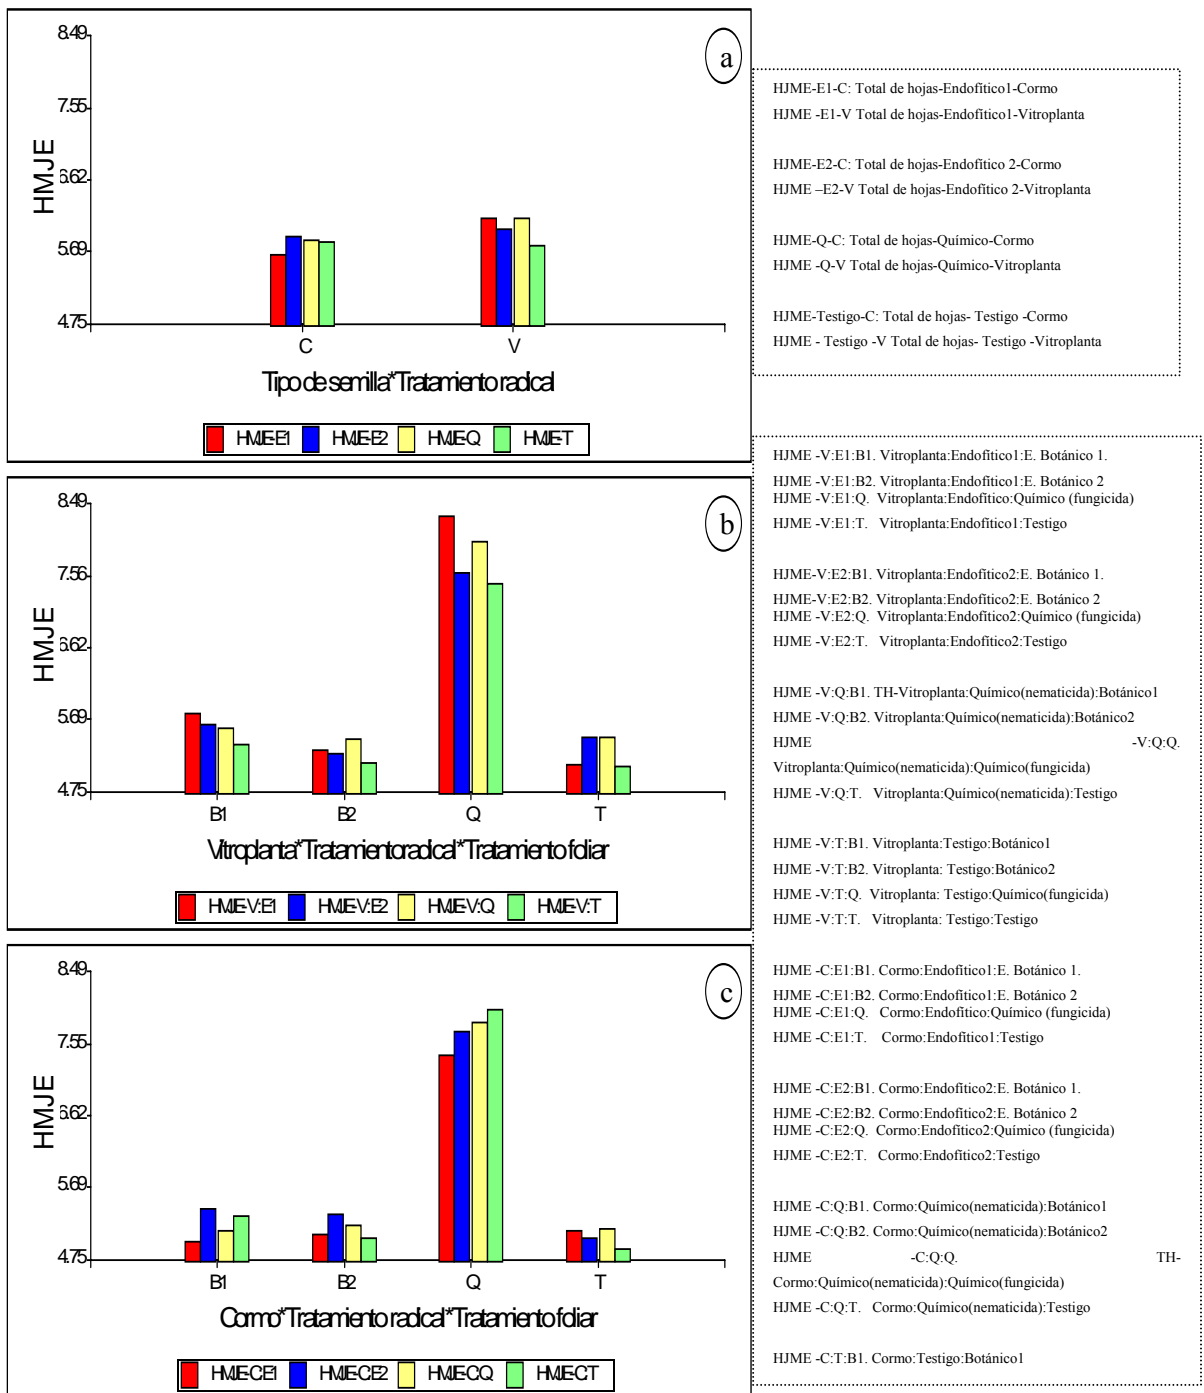 a
8.49
7.55
6.62
5.69
4.75
HMJE
C
V
Tipo de semilla*Tratamiento radical
HMJE-E1 HMJE-E2 HMJE-Q HMJE-T
HJME-E1-C: Total de hojas-Endofitico1-Cormo
HJME -E1-V Total de hojas-Endofitico1-Vitroplanta
HJME-E2-C: Total de hojas-Endofitico 2-Cormo
HJME –E2-V Total de hojas-Endofitico 2-Vitroplanta
HJME-Q-C: Total de hojas-Químico-Cormo
HJME -Q-V Total de hojas-Químico-Vitroplanta
HJME-Testigo-C: Total de hojas- Testigo -Cormo
HJME - Testigo -V Total de hojas- Testigo -Vitroplanta
b
8.49
7.56
6.62
5.69
4.75
HMJE
B1
B2
Q
T
Vitroplanta*Tratamiento radical*Tratamiento foliar
HMJE-V:E1 HMJE-V:E2 HMJE-V:Q HMJE-V:T
c
8.49
7.55
6.62
5.69
4.75
HMJE
B1
B2
Q
T
Cormo*Tratamiento radical*Tratamiento foliar
HMJE-C:E1 HMJE-C:E2 HMJE-C:Q HMJE-C:T
HJME -V:E1:B1. Vitroplanta:Endofítico1:E. Botánico 1.
HJME -V:E1:B2. Vitroplanta:Endofítico1:E. Botánico 2
HJME -V:E1:Q. Vitroplanta:Endofítico:Químico (fungicida)
HJME -V:E1:T. Vitroplanta:Endofítico1:Testigo
HJME-V:E2:B1. Vitroplanta:Endofítico2:E. Botánico 1.
HJME-V:E2:B2. Vitroplanta:Endofítico2:E. Botánico 2
HJME -V:E2:Q. Vitroplanta:Endofítico2:Químico (fungicida)
HJME -V:E2:T. Vitroplanta:Endofítico2:Testigo
HJME -V:Q:B1. TH-Vitroplanta:Químico(nematicida):Botánico1
HJME -V:Q:B2. Vitroplanta:Químico(nematicida):Botánico2
HJME -V:Q:Q.
Vitroplanta:Químico(nematicida):Químico(fungicida)
HJME -V:Q:T. Vitroplanta:Químico(nematicida):Testigo
HJME -V:T:B1. Vitroplanta:Testigo:Botánico1
HJME -V:T:B2. Vitroplanta: Testigo:Botánico2
HJME -V:T:Q. Vitroplanta: Testigo:Químico(fungicida)
HJME -V:T:T. Vitroplanta: Testigo:Testigo
HJME -C:E1:B1. Cormo:Endofítico1:E. Botánico 1.
HJME -C:E1:B2. Cormo:Endofítico1:E. Botánico 2
HJME -C:E1:Q. Cormo:Endofítico:Químico (fungicida)
HJME -C:E1:T. Cormo:Endofítico1:Testigo
HJME -C:E2:B1. Cormo:Endofítico2:E. Botánico 1.
HJME -C:E2:B2. Cormo:Endofítico2:E. Botánico 2
HJME -C:E2:Q. Cormo:Endofítico2:Químico (fungicida)
HJME -C:E2:T. Cormo:Endofítico2:Testigo
HJME -C:Q:B1. Cormo:Químico(nematicida):Botánico1
HJME -C:Q:B2. Cormo:Químico(nematicida):Botánico2
HJME -C:Q:Q. TH-
Cormo:Químico(nematicida):Químico(fungicida)
HJME -C:Q:T. Cormo:Químico(nematicida):Testigo
HJME -C:T:B1. Cormo:Testigo:Botánico1